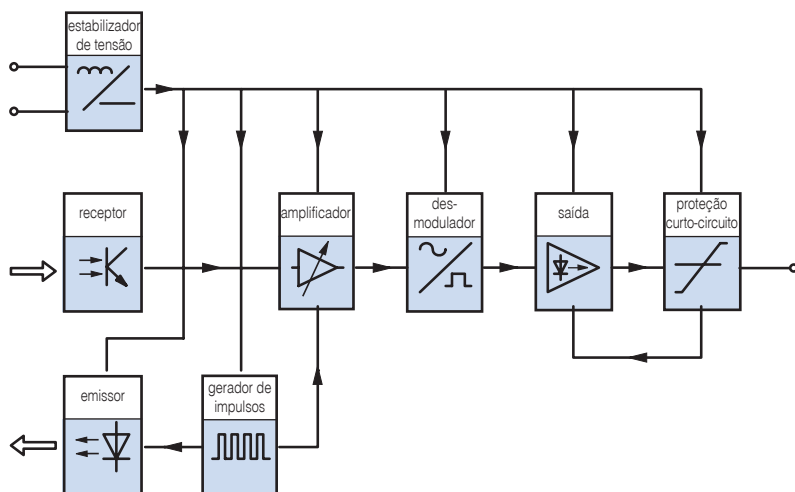 estabilizador
de tensão
receptor
amplificador
des-
modulador
saída
proteção
curto-circuito
emissor
gerador de
impulsos